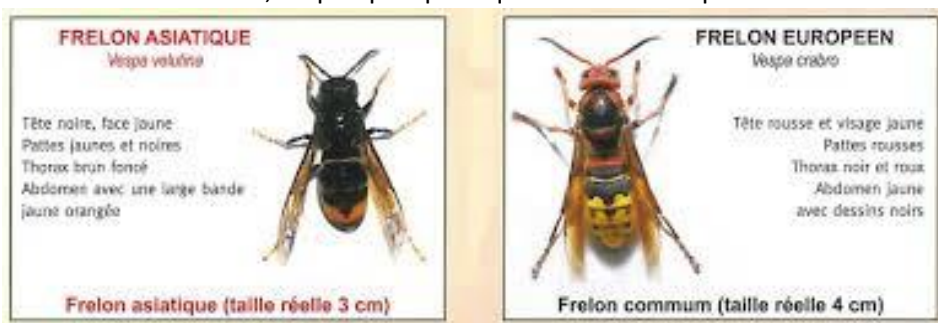 FRELON ASIATIQUE
Vespa velutina
Tête noire, face jaune
Pattes jaunes et noires
Thorax brun foncé
Abdomen avec une large bande
jaune orangée
Frelon asiatique (taille réelle 3 cm)
FRELON EUROPEEN
Vespa crabro
Tête rousse et visage jaune
Pattes rousses
Thorax noir et roux
Abdomen jaune
avec dessins noirs
Frelon commum (taille réelle 4 cm)